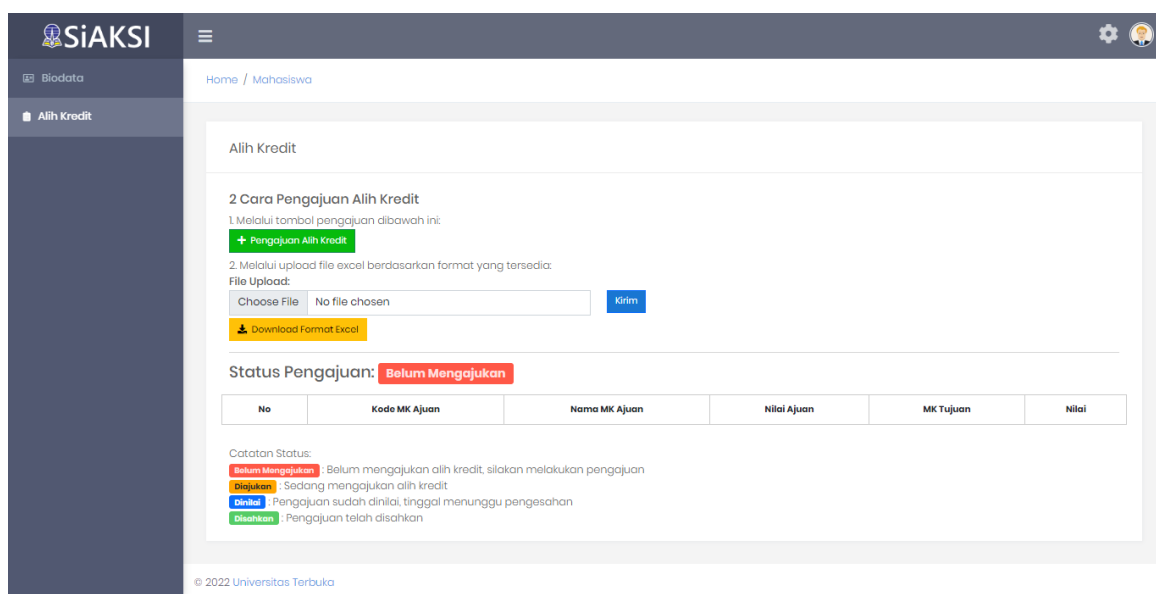 SiAKSI
Biodata
Alih Kredit
Home / Mahasiswa
Alih Kredit
2 Cara Pengajuan Alih Kredit
1. Melalui tombol pengajuan dibawah ini:
+ Pengajuan Alih Kredit
2. Melalui upload file excel berdasarkan format yang tersedia:
File Upload:
Choose File No file chosen Kirim
Download Format Excel
Status Pengajuan: Belum Mengajukan
No Kode MK Ajuan Nama MK Ajuan Nilai Ajuan MK Tujuan Nilai
Catatan Status:
Belum Mengajukan : Belum mengajukan alih kredit, silakan melakukan pengajuan
Diajukan : Sedang mengajukan alih kredit
Dinilai : Pengajuan sudah dinilai, tinggal menunggu pengesahan
Disahkan : Pengajuan telah disahkan
© 2022 Universitas Terbuka